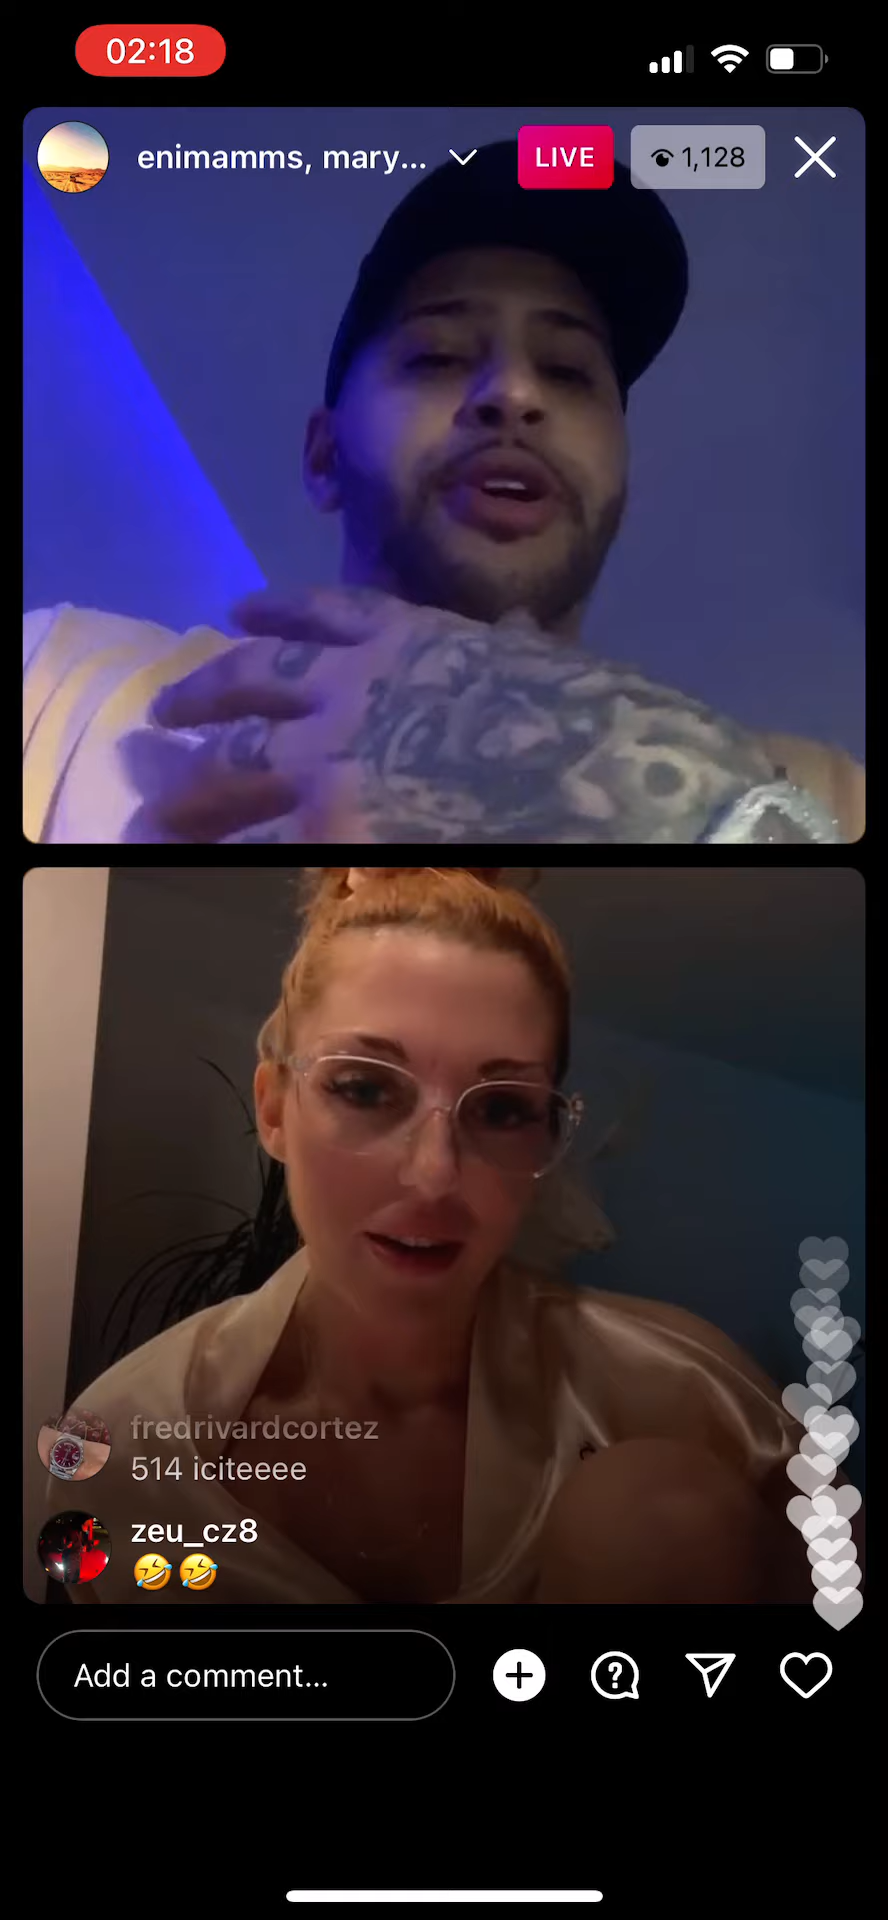 02:18
enimamms, mary...
LIVE
1,128
fredrivardcortez
514 iciteeee
zeu_cz8
🤣🤣
Add a comment...